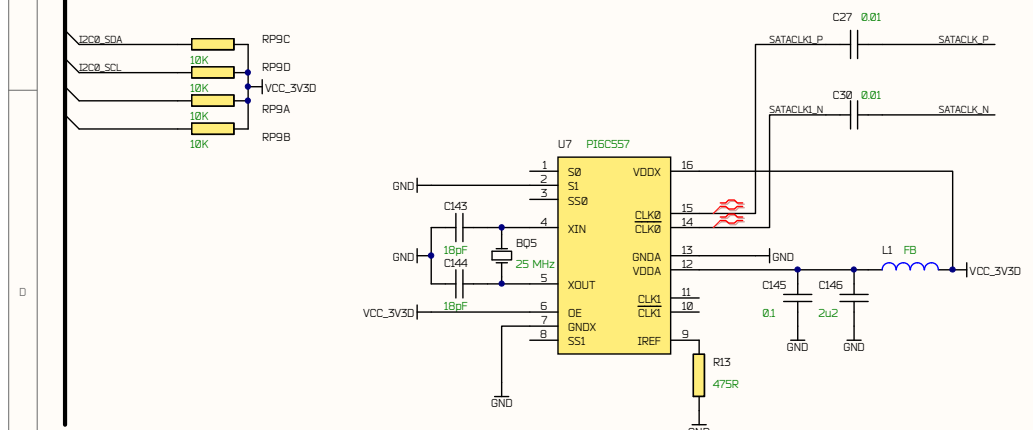 C27 0.01
I2C0_SDA
RP9C
SATACLK1_P
SATACLK_P
10K
I2C0_SCL
RP9D
10K
VCC_3V3D
C30 0.01
RP9A
SATACLK1_N
SATACLK_N
10K
RP9B
10K
U7 PI6C557
1 S0
VDDX 16
GND
2 S1
3 SS0
C143
18pF
CLK0 15
CLK0 14
4 XIN
GND
BQ5
25 MHz
GNDA 13
GND
VDDA 12
L1 FB
VCC_3V3D
C144
18pF
5 XOUT
CLK1 11
CLK1 10
C145
0.1
GND
C146
2u2
GND
D
VCC_3V3D
6 OE
7 GNDX
8 SS1
IREF 9
R13
475R
GND
GND